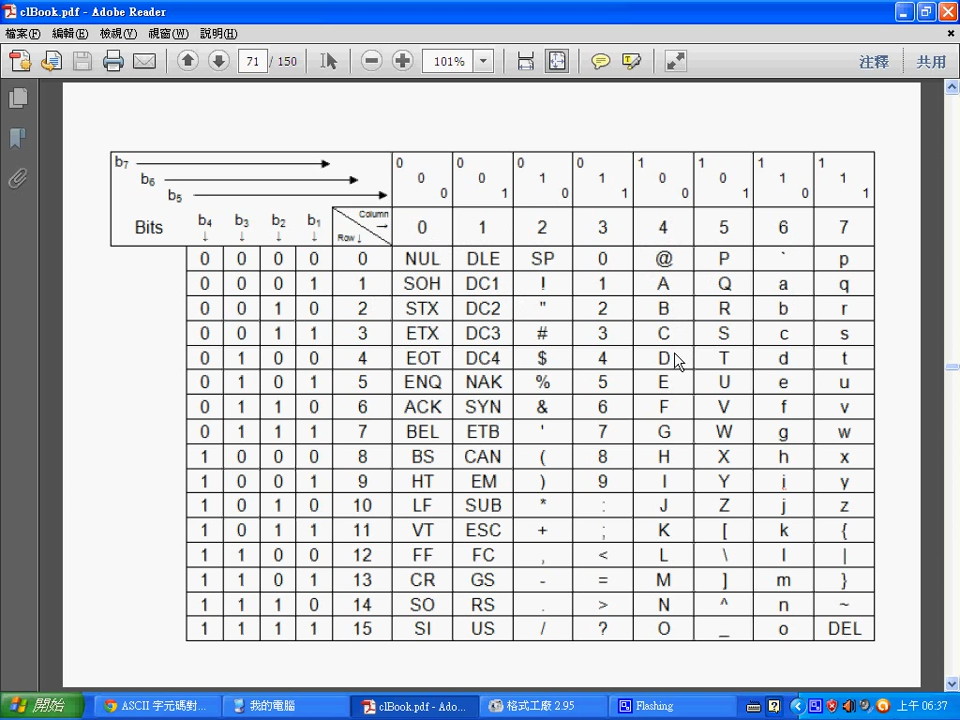 clBook.pdf - Adobe Reader
檔案(F) 編輯(E) 檢視(V) 視窗(W) 說明(H)
71 / 150 101% 注釋 共用
b7 0 0 0 0 1 1 1 1
b6 0 0 1 1 0 0 1 1
b5 0 1 0 1 0 1 0 1
Bits b4 ↓ b3 ↓ b2 ↓ b1 ↓ Column → Row ↓ 0 1 2 3 4 5 6 7
0 0 0 0 0 NUL DLE SP 0 @ P ` p
0 0 0 1 1 SOH DC1 ! 1 A Q a q
0 0 1 0 2 STX DC2 " 2 B R b r
0 0 1 1 3 ETX DC3 # 3 C S c s
0 1 0 0 4 EOT DC4 $ 4 D T d t
0 1 0 1 5 ENQ NAK % 5 E U e u
0 1 1 0 6 ACK SYN & 6 F V f v
0 1 1 1 7 BEL ETB ' 7 G W g w
1 0 0 0 8 BS CAN ( 8 H X h x
1 0 0 1 9 HT EM ) 9 I Y i y
1 0 1 0 10 LF SUB * : J Z j z
1 0 1 1 11 VT ESC + ; K [ k {
1 1 0 0 12 FF FC , < L \ l |
1 1 0 1 13 CR GS - = M ] m }
1 1 1 0 14 SO RS . > N ^ n ~
1 1 1 1 15 SI US / ? O _ o DEL
開始 ASCII 字元碼對... 我的電腦 clBook.pdf - Ado... 格式工廠 2.95 Flashing 上午 06:37